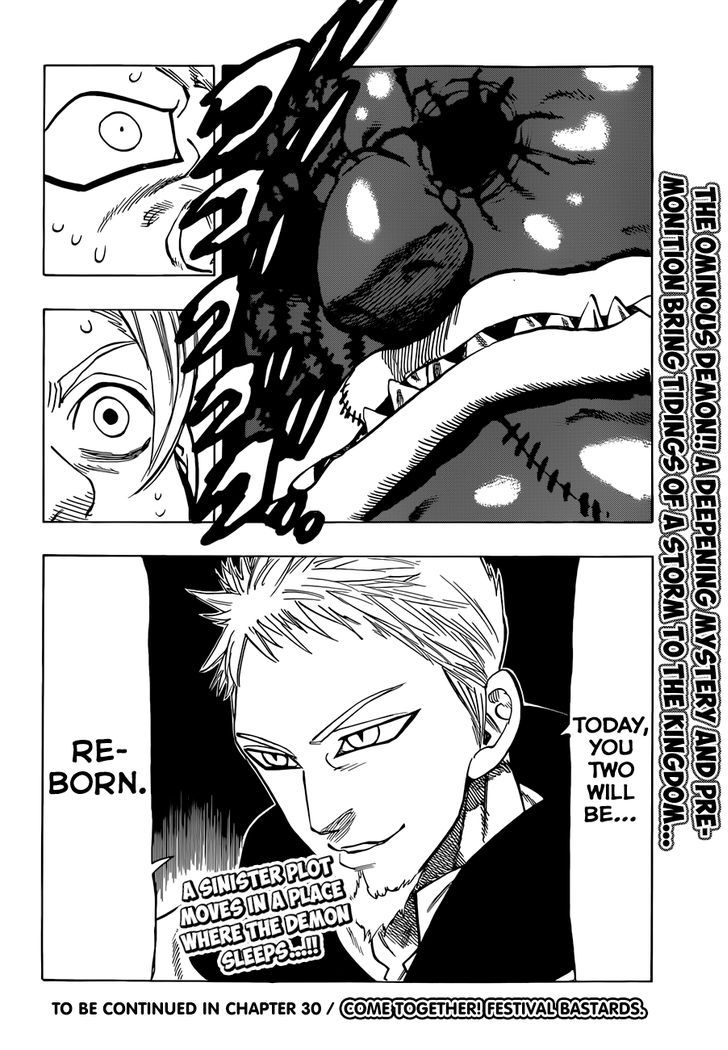 THE OMINOUS DEMON!! A DEEPENING MYSTERY AND PRE-
MONITION BRING TIDINGS OF A STORM TO THE KINGDOM...
TODAY,
YOU
TWO
WILL
BE...
RE-
BORN.
A SINISTER PLOT
MOVES IN A PLACE
WHERE THE DEMON
SLEEPS...!!
TO BE CONTINUED IN CHAPTER 30 / COME TOGETHER! FESTIVAL BASTARDS.